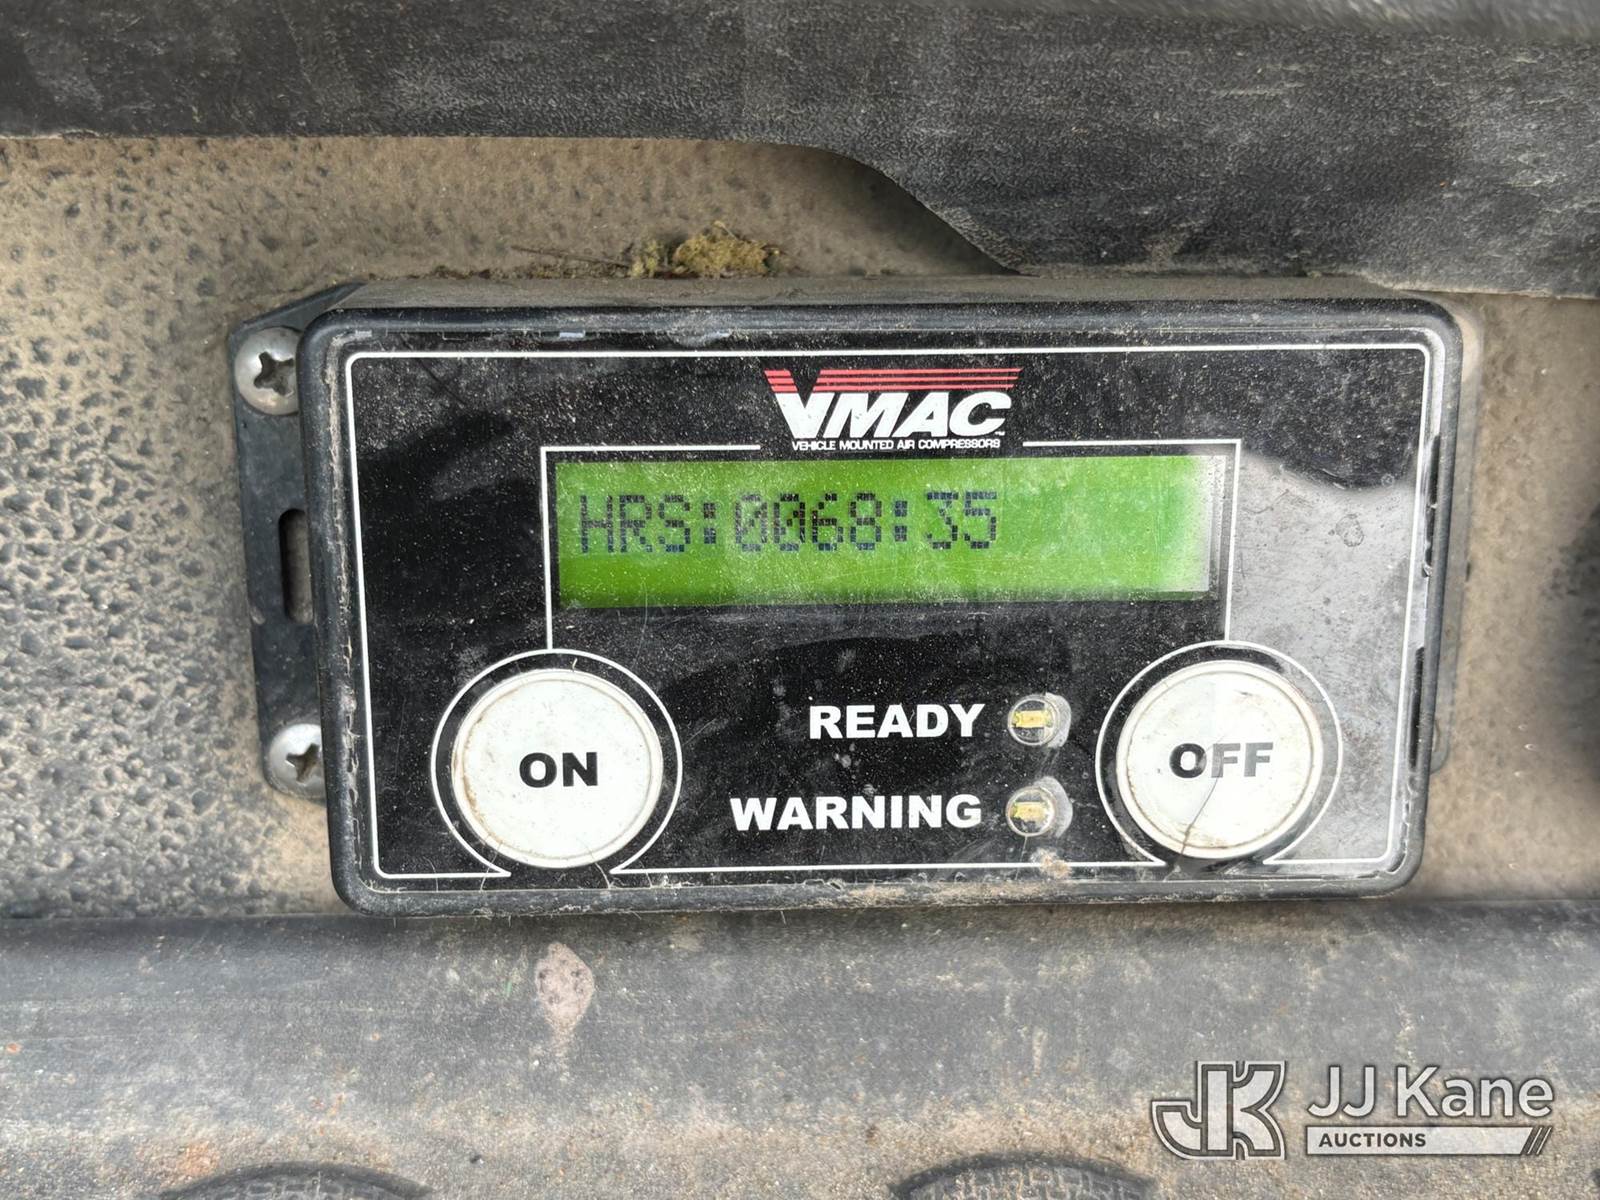 VMAC
VEHICLE MOUNTED AIR COMPRESSORS
HRS:0068:35
READY
ON
OFF
WARNING
JJ Kane
AUCTIONS